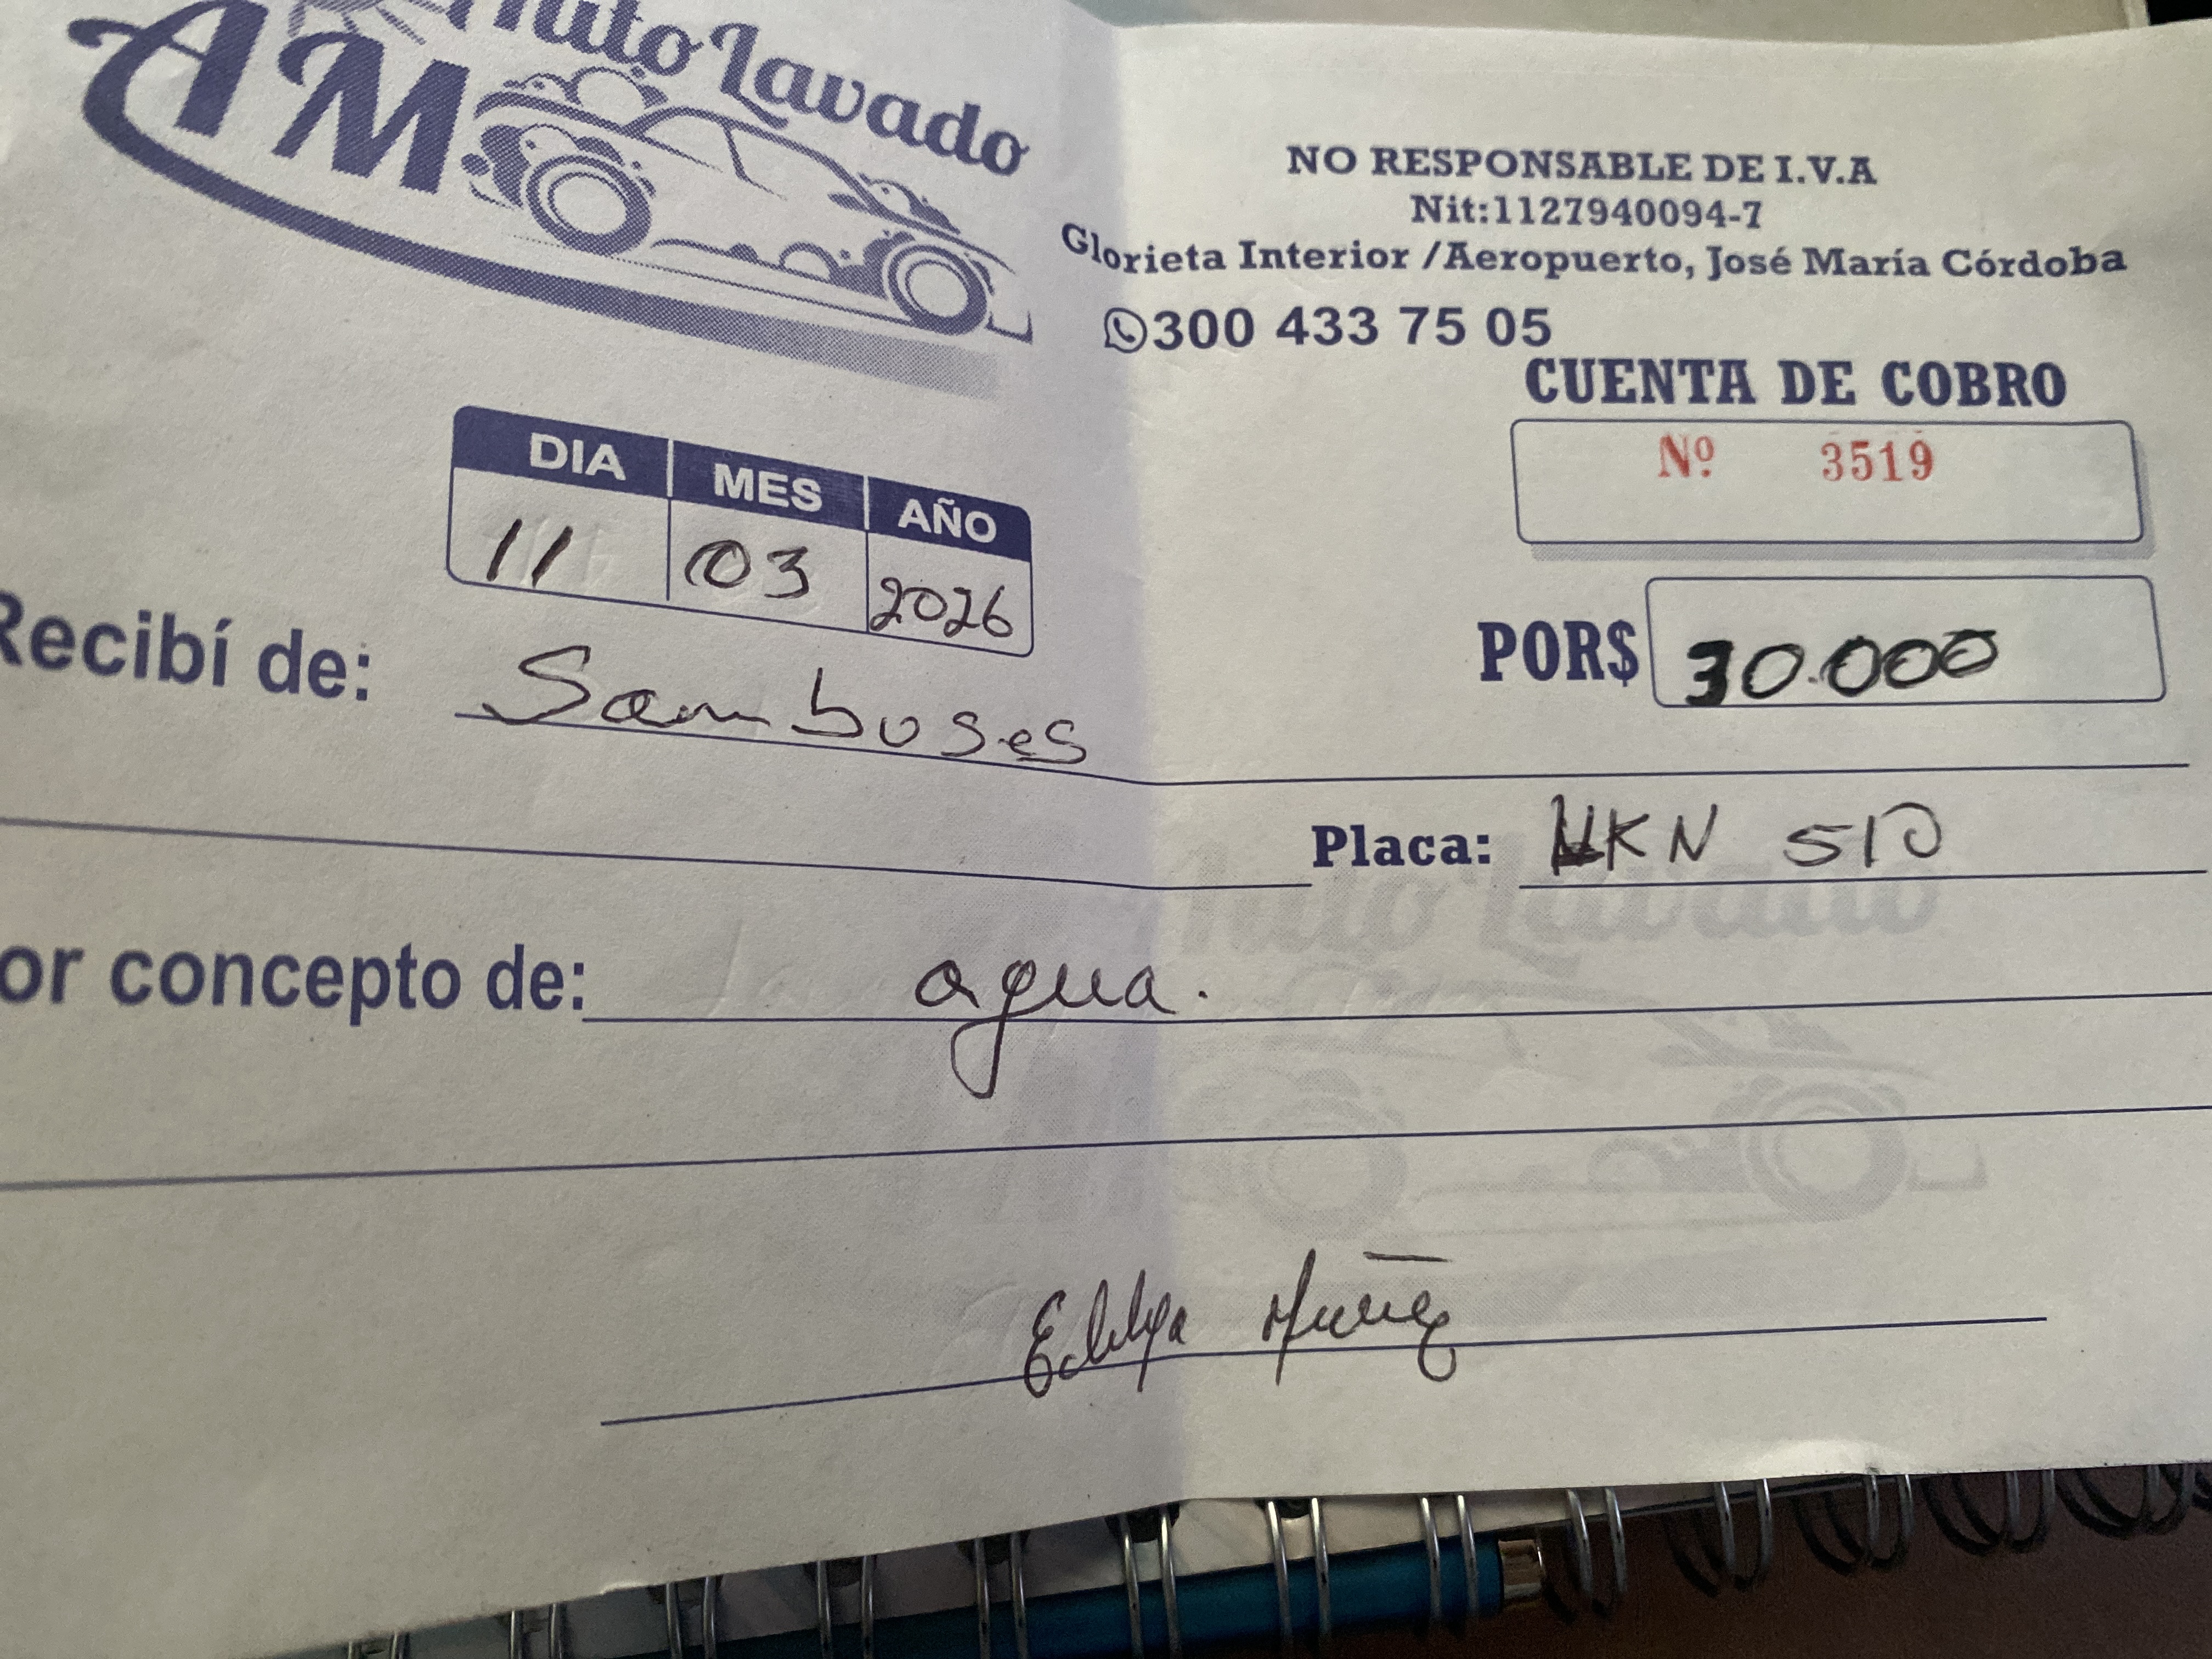 Auto Lavado
AM
NO RESPONSABLE DE I.V.A
Nit:1127940094-7
Glorieta Interior /Aeropuerto, José María Córdoba
300 433 75 05
CUENTA DE COBRO
Nº 3519
DIA MES AÑO
11 03 2026
POR$ 30.000
Recibí de: Sambuses
Placa: KN 510
or concepto de: agua.
Muñez